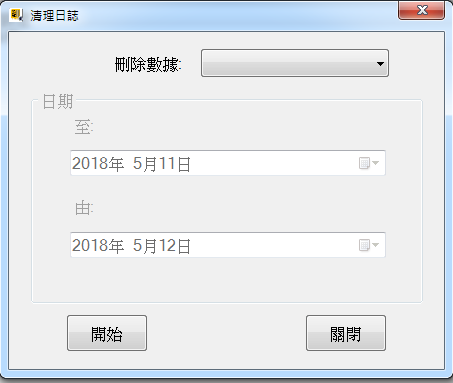 清理日誌
刪除數據:
日期
至:
2018年 5月11日
由:
2018年 5月12日
開始
關閉